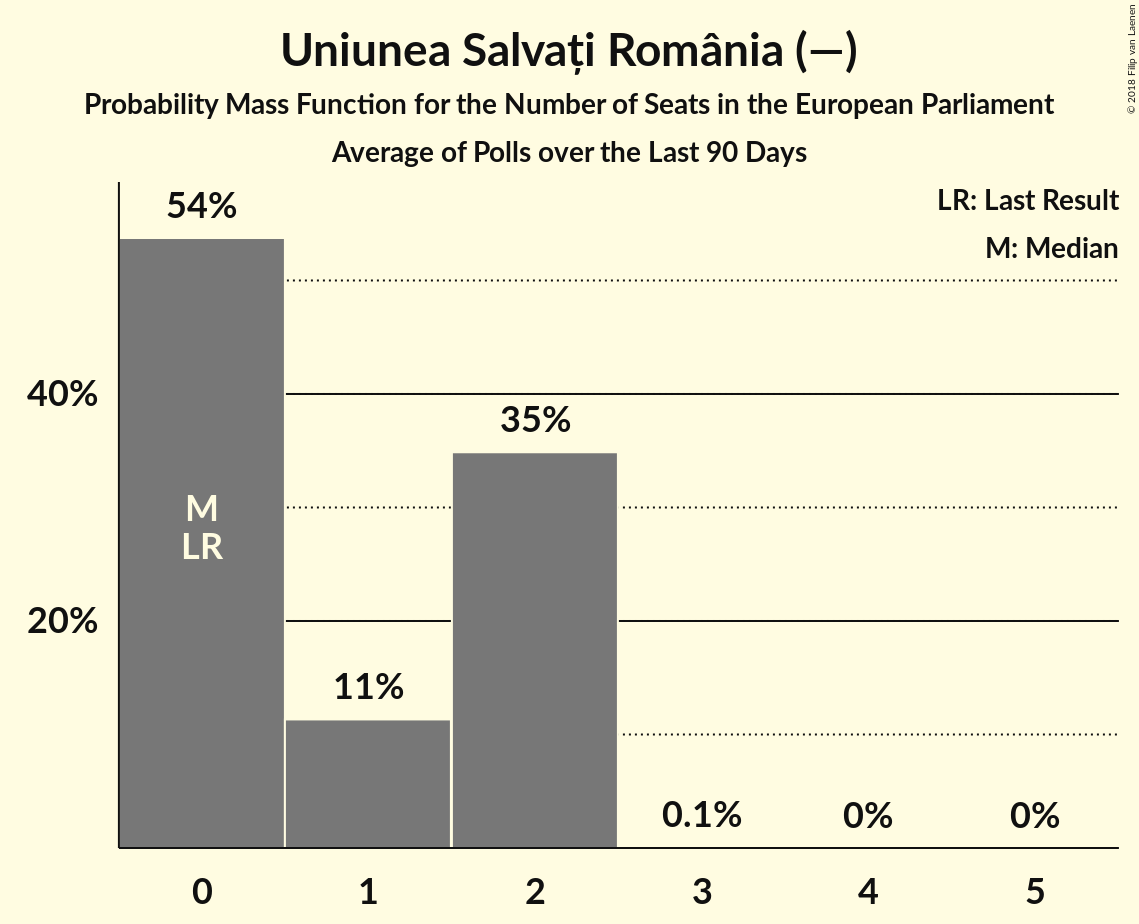 Uniunea Salvați România (—)
Probability Mass Function for the Number of Seats in the European Parliament
Average of Polls over the Last 90 Days
© 2018 Filip van Laenen
LR: Last Result
M: Median
54%
40%
35%
M
LR
20%
11%
0.1%
0%
0%
0 1 2 3 4 5